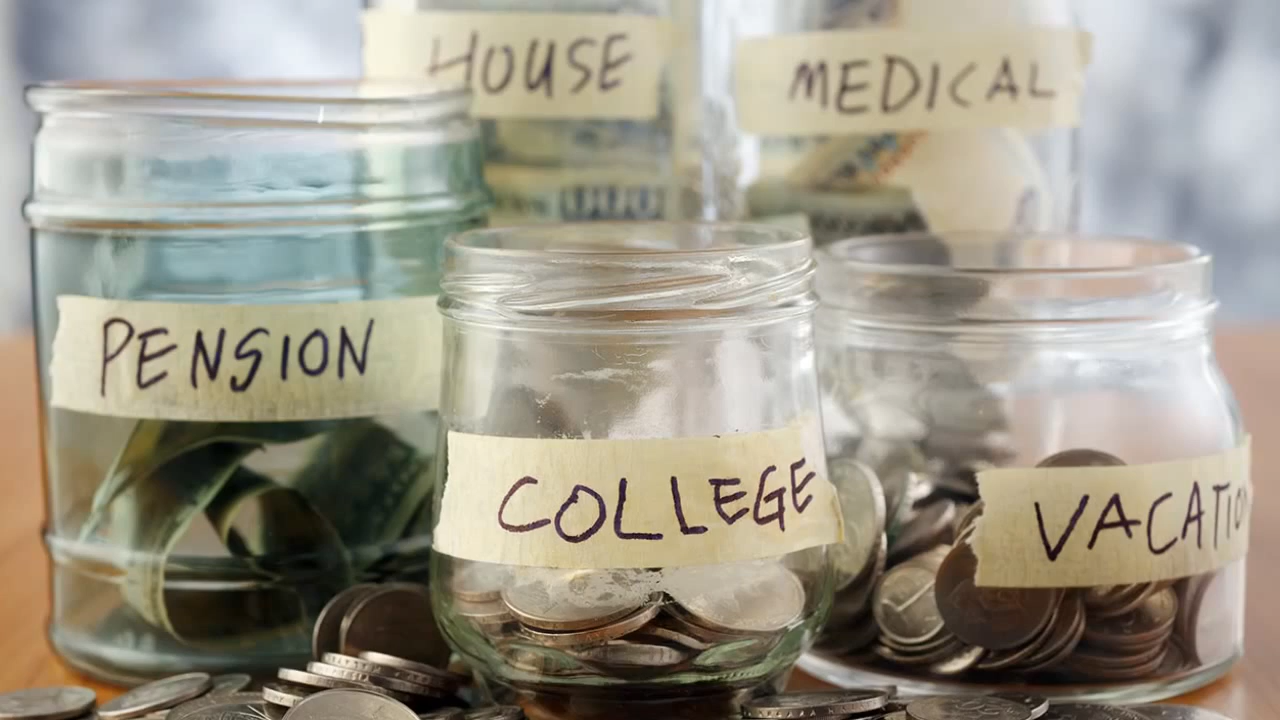 HOUSE
MEDICAL
PENSION
COLLEGE
VACATIO